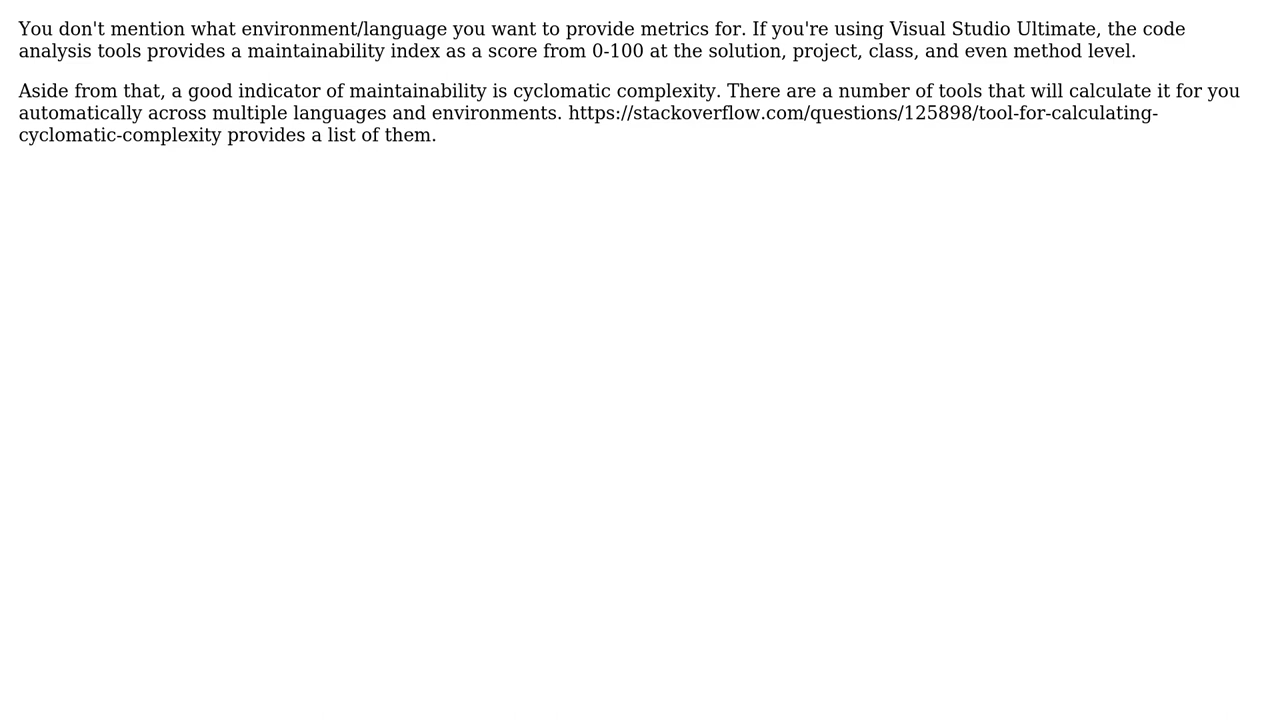 You don't mention what environment/language you want to provide metrics for. If you're using Visual Studio Ultimate, the code
analysis tools provides a maintainability index as a score from 0-100 at the solution, project, class, and even method level.
Aside from that, a good indicator of maintainability is cyclomatic complexity. There are a number of tools that will calculate it for you
automatically across multiple languages and environments. https://stackoverflow.com/questions/125898/tool-for-calculating-
cyclomatic-complexity provides a list of them.